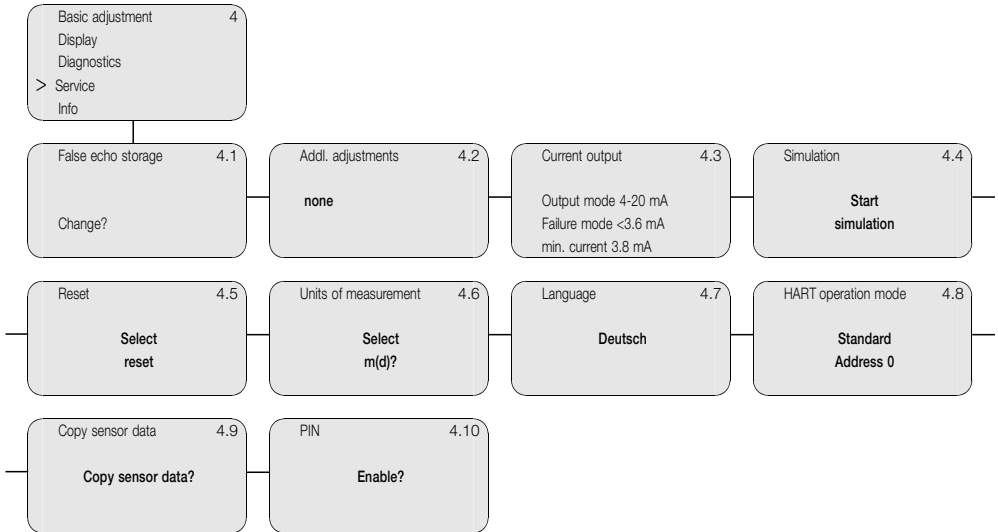 Basic adjustment 4
Display
Diagnostics
> Service
Info
False echo storage 4.1
Change?
Addl. adjustments 4.2
none
Current output 4.3
Output mode 4-20 mA
Failure mode <3.6 mA
min. current 3.8 mA
Simulation 4.4
Start
simulation
Reset 4.5
Select
reset
Units of measurement 4.6
Select
m(d)?
Language 4.7
Deutsch
HART operation mode 4.8
Standard
Address 0
Copy sensor data 4.9
Copy sensor data?
PIN 4.10
Enable?